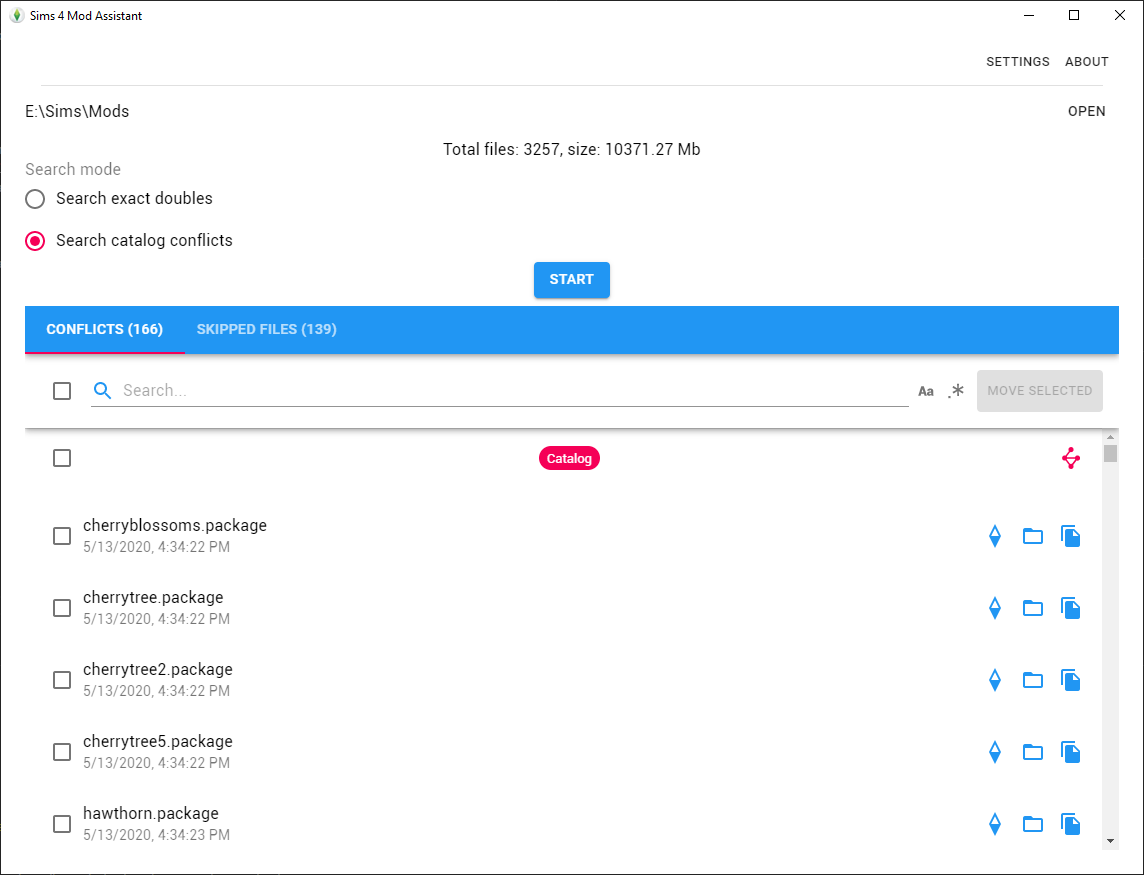 Sims 4 Mod Assistant
SETTINGS ABOUT
E:\Sims\Mods OPEN
Total files: 3257, size: 10371.27 Mb
Search mode
Search exact doubles
Search catalog conflicts
START
CONFLICTS (166) SKIPPED FILES (139)
Search... Aa .* MOVE SELECTED
Catalog
cherryblossoms.package
5/13/2020, 4:34:22 PM
cherrytree.package
5/13/2020, 4:34:22 PM
cherrytree2.package
5/13/2020, 4:34:22 PM
cherrytree5.package
5/13/2020, 4:34:22 PM
hawthorn.package
5/13/2020, 4:34:23 PM